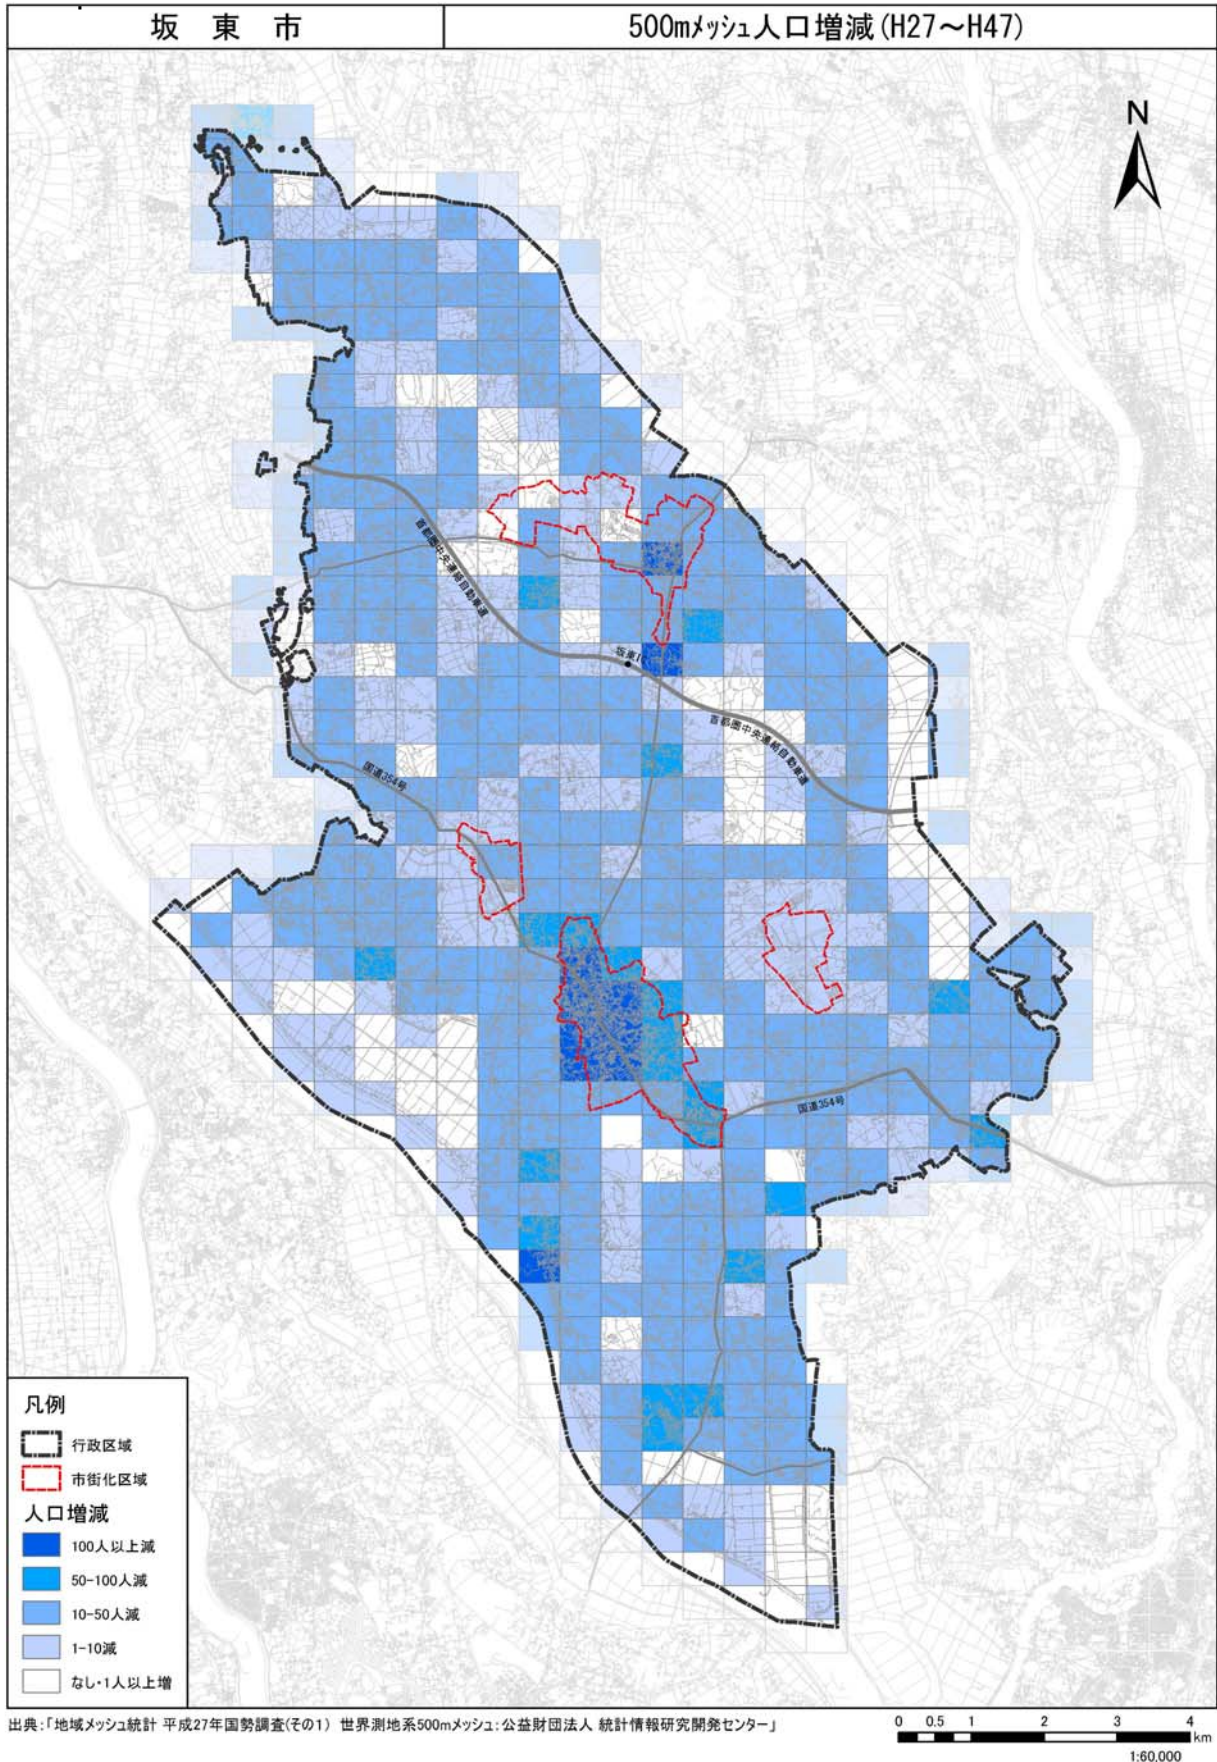 坂東市
500mメッシュ人口増減(H27～H47)
N
首都圏中央連絡自動車道
坂東IC
首都圏中央連絡自動車道
国道354号
国道354号
凡例
行政区域
市街化区域
人口増減
100人以上減
50-100人減
10-50人減
1-10減
なし・1人以上増
出典：「地域メッシュ統計 平成27年国勢調査(その1) 世界測地系500mメッシュ：公益財団法人 統計情報研究開発センター」
0 0.5 1 2 3 4
km
1:60,000